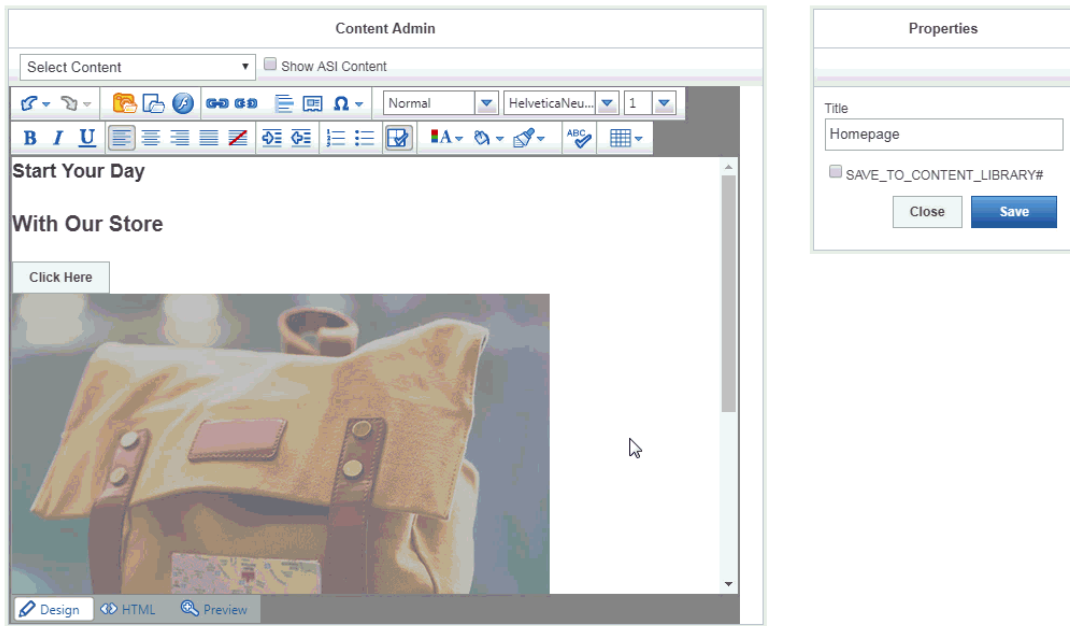 Content Admin
Select Content
Show ASI Content
Normal
HelveticaNeu...
1
B I U
A
ABC
Start Your Day
With Our Store
Click Here
Design HTML Preview
Properties
Title
Homepage
SAVE_TO_CONTENT_LIBRARY#
Close Save